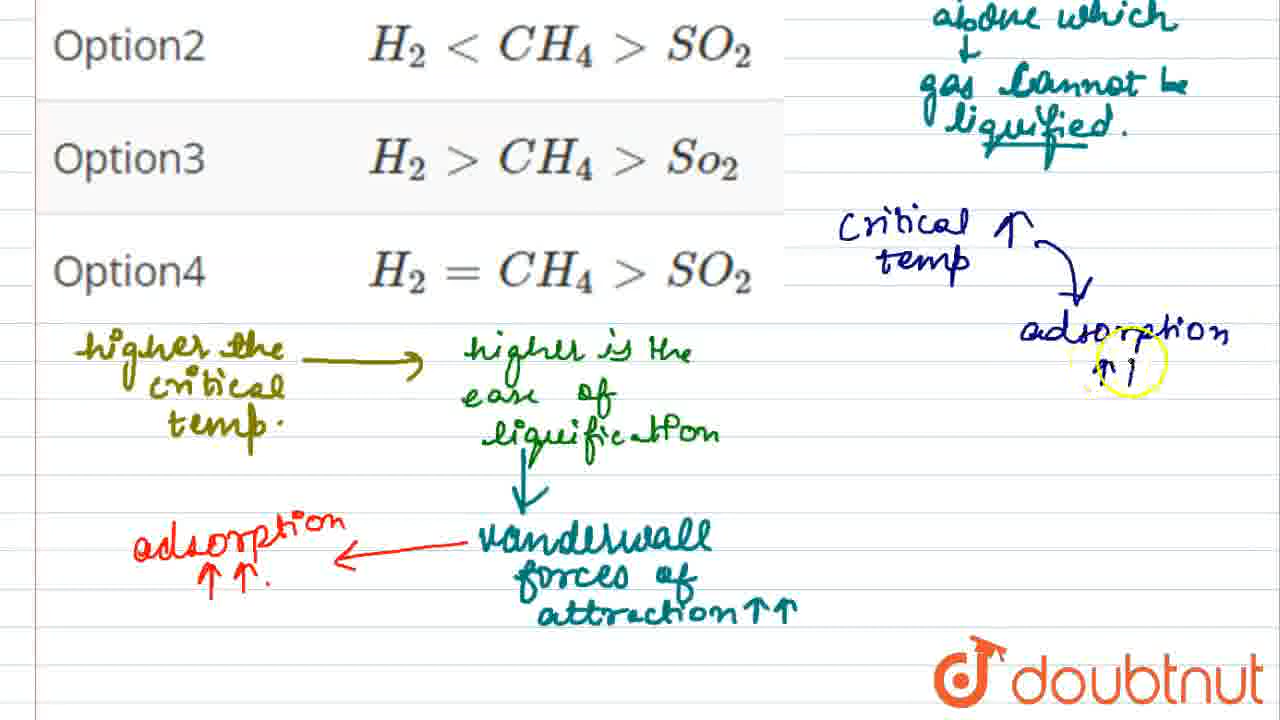 above which
gas cannot be
liquified.
Option2 H₂ < CH₄ > SO₂
Option3 H₂ > CH₄ > So₂
Option4 H₂ = CH₄ > SO₂
critical ↑
temp
adsorption
↑ |
higher the
critical
temp.
higher is the
ease of
liquification
vanderwall
forces of
attraction ↑↑
adsorption
↑ ↑.
doubtnut